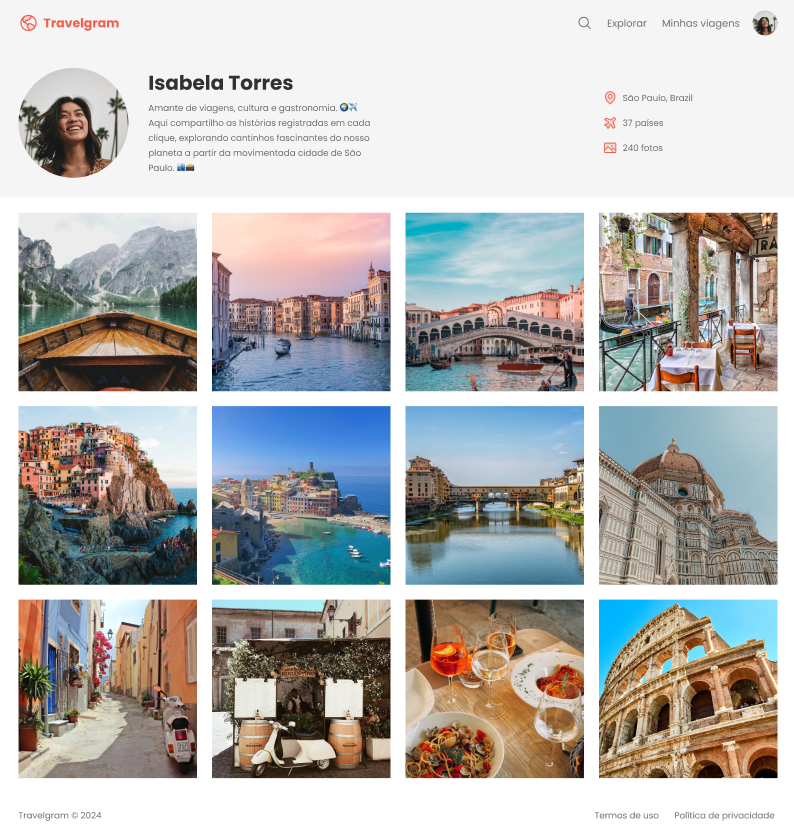 Travelgram
Explorar
Minhas viagens
Isabela Torres
Amante de viagens, cultura e gastronomia. 🌍✈️
Aqui compartilho as histórias registradas em cada
clique, explorando cantinhos fascinantes do nosso
planeta a partir da movimentada cidade de São
Paulo. 🏙️📸
São Paulo, Brazil
37 países
240 fotos
RA
Travelgram © 2024
Termos de uso
Política de privacidade